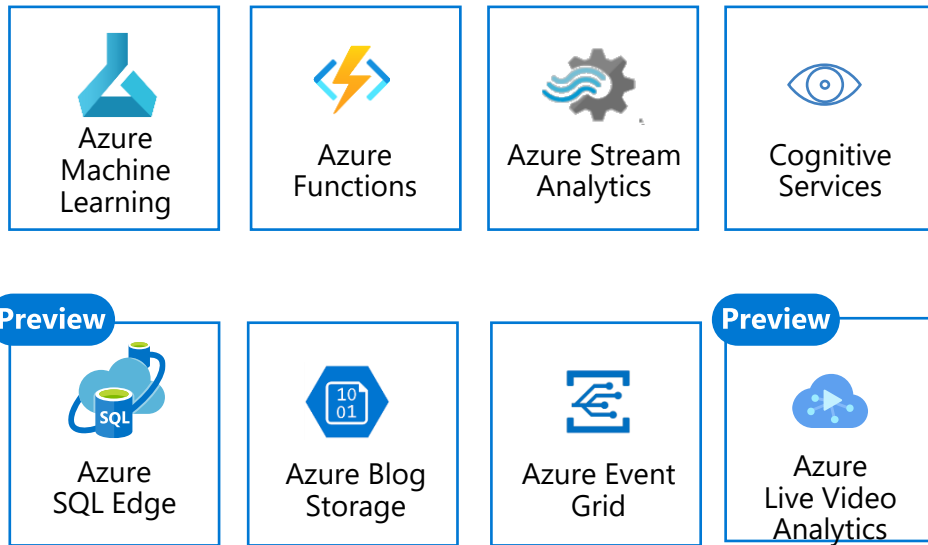 Azure
Machine
Learning
Azure
Functions
Azure Stream
Analytics
Cognitive
Services
Preview
SQL
Azure
SQL Edge
10
01
Azure Blog
Storage
Azure Event
Grid
Preview
Azure
Live Video
Analytics